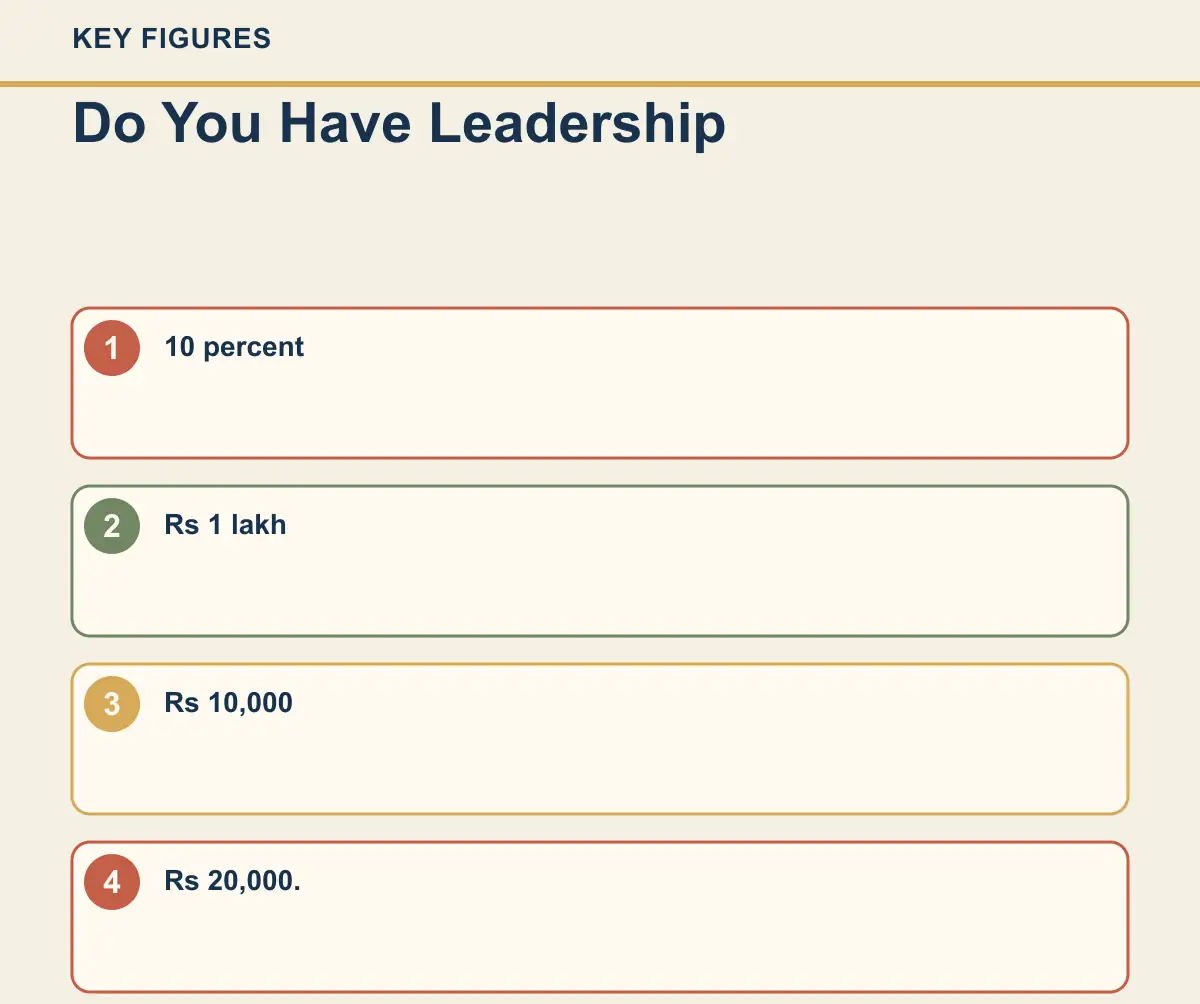 KEY FIGURES
Do You Have Leadership
1 10 percent
2 Rs 1 lakh
3 Rs 10,000
4 Rs 20,000.